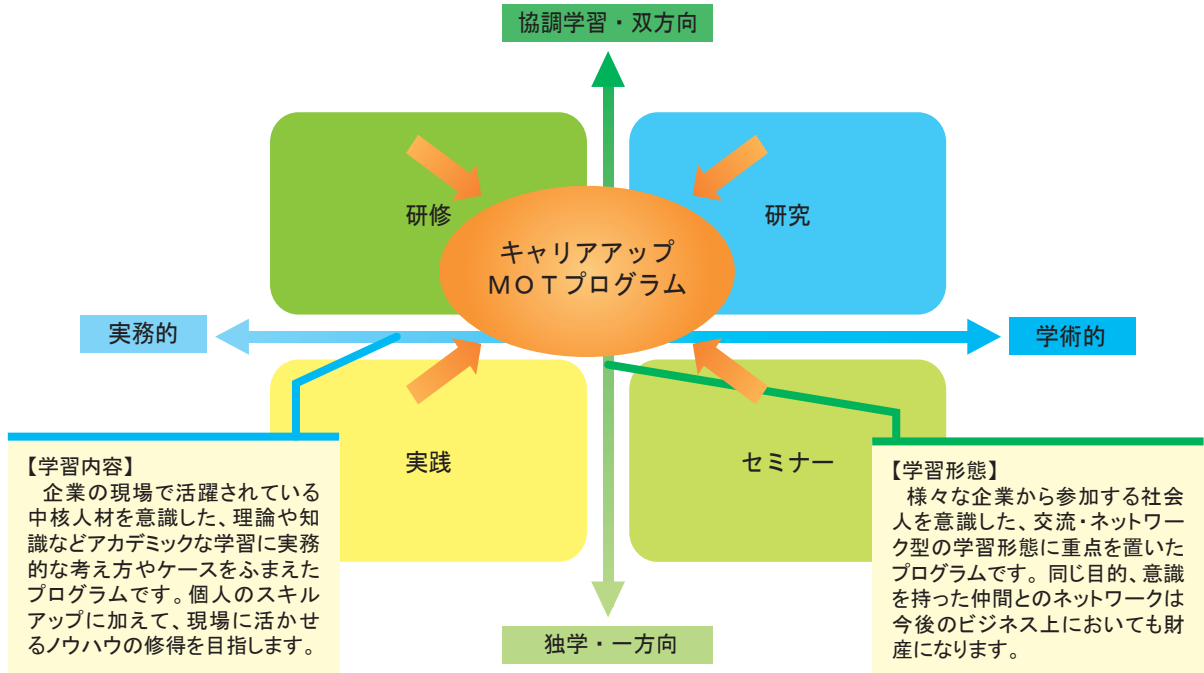 協調学習・双方向
研修
研究
キャリアアップ
ＭＯＴプログラム
実務的
学術的
実践
セミナー
【学習内容】
　企業の現場で活躍されている
中核人材を意識した、理論や知
識などアカデミックな学習に実務
的な考え方やケースをふまえた
プログラムです。個人のスキル
アップに加えて、現場に活かせ
るノウハウの修得を目指します。
【学習形態】
　様々な企業から参加する社会
人を意識した、交流・ネットワー
ク型の学習形態に重点を置いた
プログラムです。同じ目的、意識
を持った仲間とのネットワークは
今後のビジネス上においても財
産になります。
独学・一方向